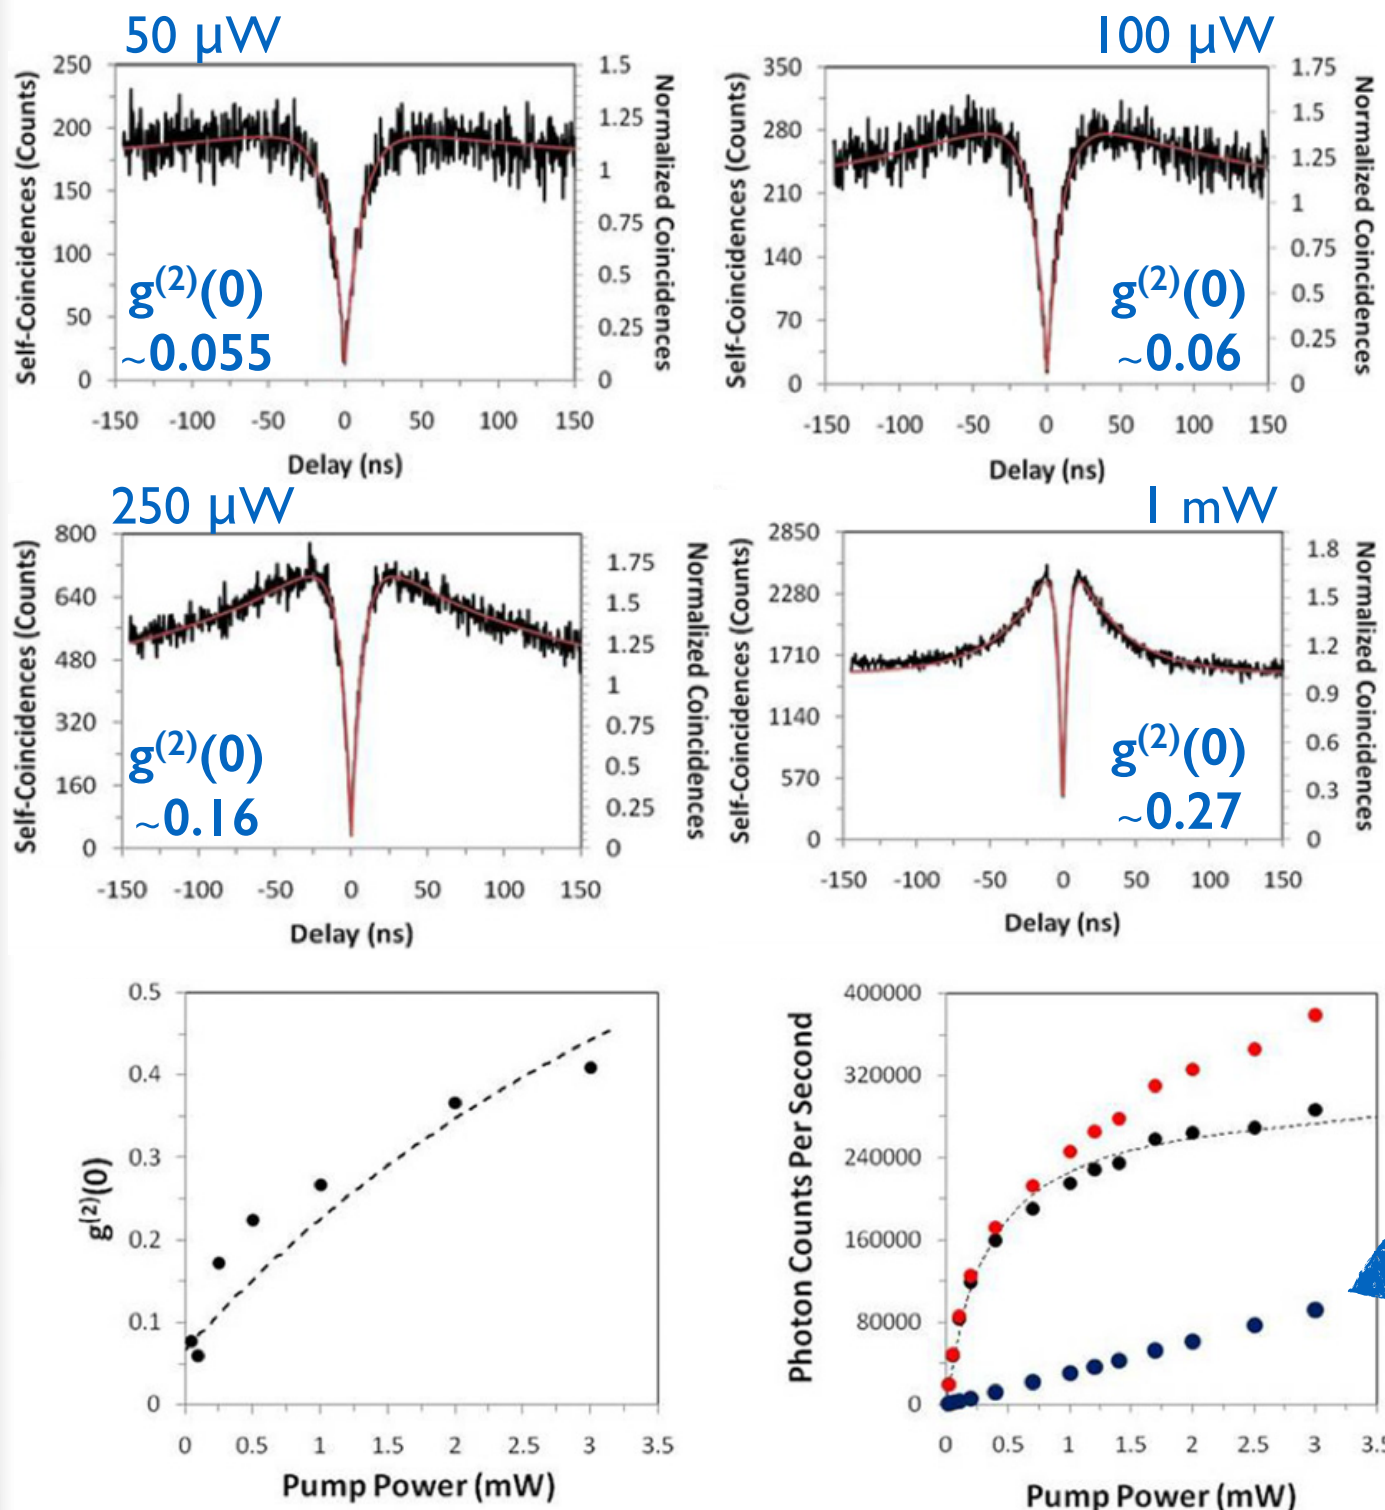 50 µW
250
200
150
100
50
0
Self-Coincidences (Counts)
1.5
1.25
1
0.75
0.5
0.25
0
Normalized Coincidences
g(2)(0)
~0.055
-150 -100 -50 0 50 100 150
Delay (ns)
100 µW
350
280
210
140
70
0
Self-Coincidences (Counts)
1.75
1.5
1.25
1
0.75
0.5
0.25
0
Normalized Coincidences
g(2)(0)
~0.06
-150 -100 -50 0 50 100 150
Delay (ns)
250 µW
800
640
480
320
160
0
Self-Coincidences (Counts)
1.75
1.5
1.25
1
0.75
0.5
0.25
0
Normalized Coincidences
g(2)(0)
~0.16
-150 -100 -50 0 50 100 150
Delay (ns)
1 mW
2850
2280
1710
1140
570
0
Self-Coincidences (Counts)
1.8
1.5
1.2
0.9
0.6
0.3
0
Normalized Coincidences
g(2)(0)
~0.27
-150 -100 -50 0 50 100 150
Delay (ns)
0.5
0.4
0.3
0.2
0.1
0
g(2)(0)
0 0.5 1 1.5 2 2.5 3 3.5
Pump Power (mW)
400000
320000
240000
160000
80000
0
Photon Counts Per Second
0 0.5 1 1.5 2 2.5 3 3.5
Pump Power (mW)